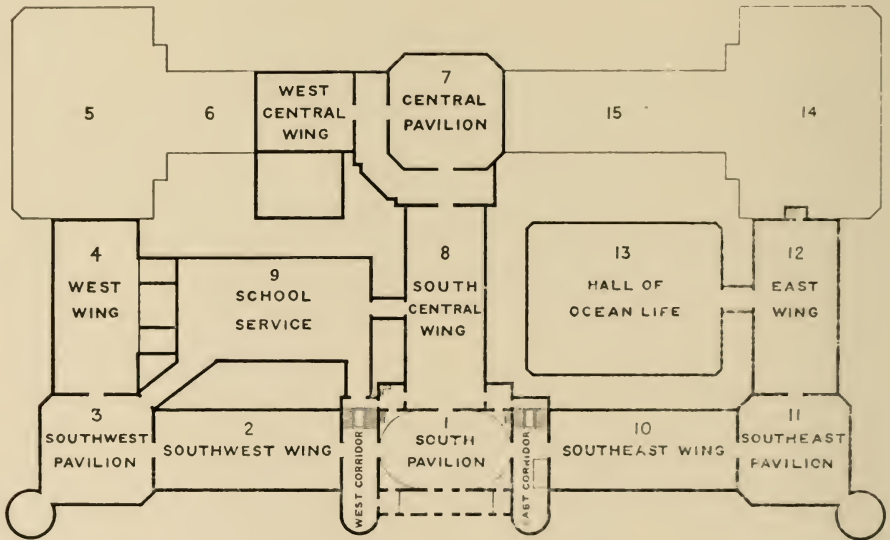 5
6
WEST
CENTRAL
WING
7
CENTRAL
PAVILION
15
14
4
WEST
WING
9
SCHOOL
SERVICE
8
SOUTH
CENTRAL
WING
13
HALL OF
OCEAN LIFE
12
EAST
WING
3
SOUTHWEST
PAVILION
2
SOUTHWEST WING
WEST CORRIDOR
1
SOUTH
PAVILION
EAST CORRIDOR
10
SOUTHEAST WING
11
SOUTHEAST
PAVILION